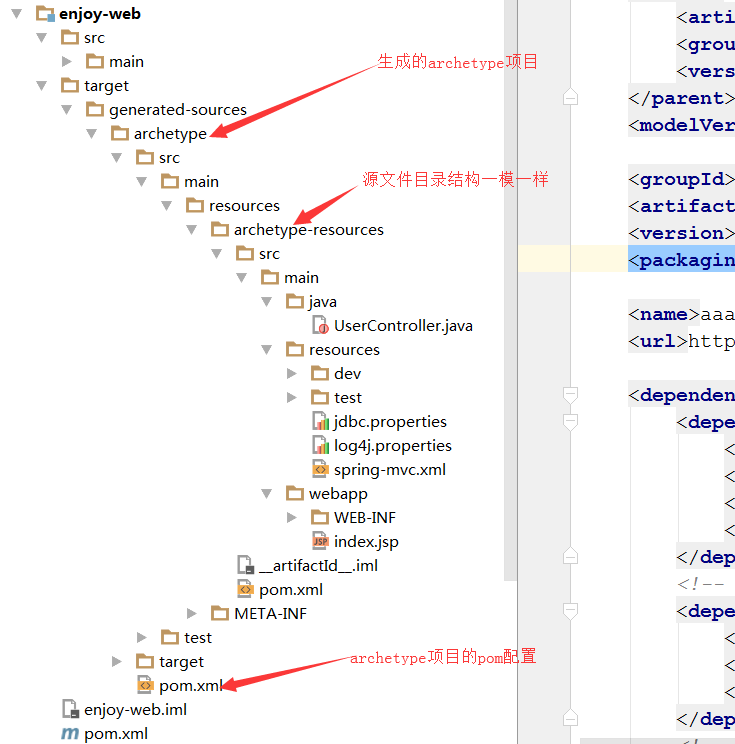 enjoy-web
src
main
target
generated-sources
archetype
src
main
resources
archetype-resources
src
main
java
UserController.java
resources
dev
test
jdbc.properties
log4j.properties
spring-mvc.xml
webapp
WEB-INF
index.jsp
__artifactId__.iml
pom.xml
META-INF
test
target
pom.xml
enjoy-web.iml
pom.xml
生成的archetype项目
源文件目录结构一模一样
archetype项目的pom配置
<arti
<grou
<vers
</parent>
<modelVer
<groupId>
<artifact
<version>
<packagin
<name>aaa
<url>http
<dependen
<depe
<
<
<
<
</dep
<!--
<depe
<
<
<
</dep
<!--